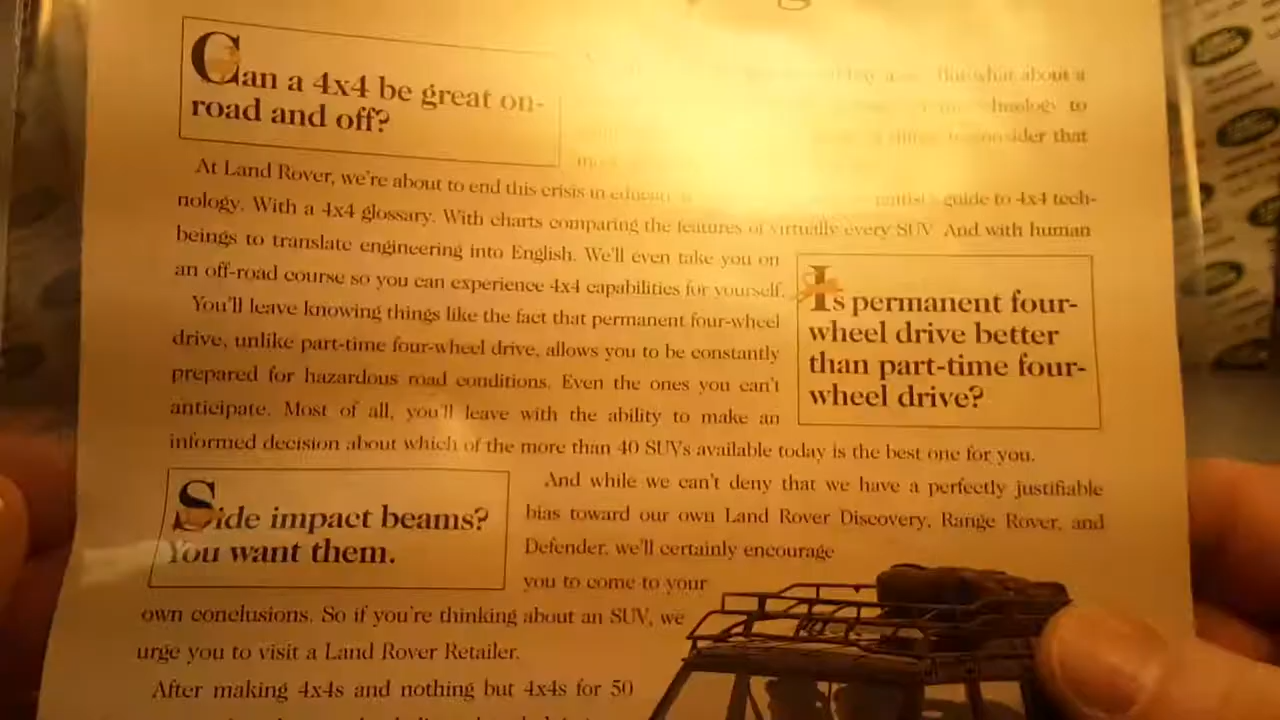 Can a 4x4 be great on-
road and off?
what about a
to
consider that
At Land Rover, we're about to end this crisis in
guide to 4x4 tech-
nology. With a 4x4 glossary. With charts comparing the features of virtually every SUV. And with human
beings to translate engineering into English. We'll even take you on
an off-road course so you can experience 4x4 capabilities for yourself.
Is permanent four-
wheel drive better
than part-time four-
wheel drive?
You'll leave knowing things like the fact that permanent four-wheel
drive, unlike part-time four-wheel drive, allows you to be constantly
prepared for hazardous road conditions. Even the ones you can't
anticipate. Most of all, you'll leave with the ability to make an
informed decision about which of the more than 40 SUVs available today is the best one for you.
Side impact beams?
You want them.
And while we can't deny that we have a perfectly justifiable
bias toward our own Land Rover Discovery, Range Rover, and
Defender, we'll certainly encourage
you to come to your
own conclusions. So if you're thinking about an SUV, we
urge you to visit a Land Rover Retailer.
After making 4x4s and nothing but 4x4s for 50